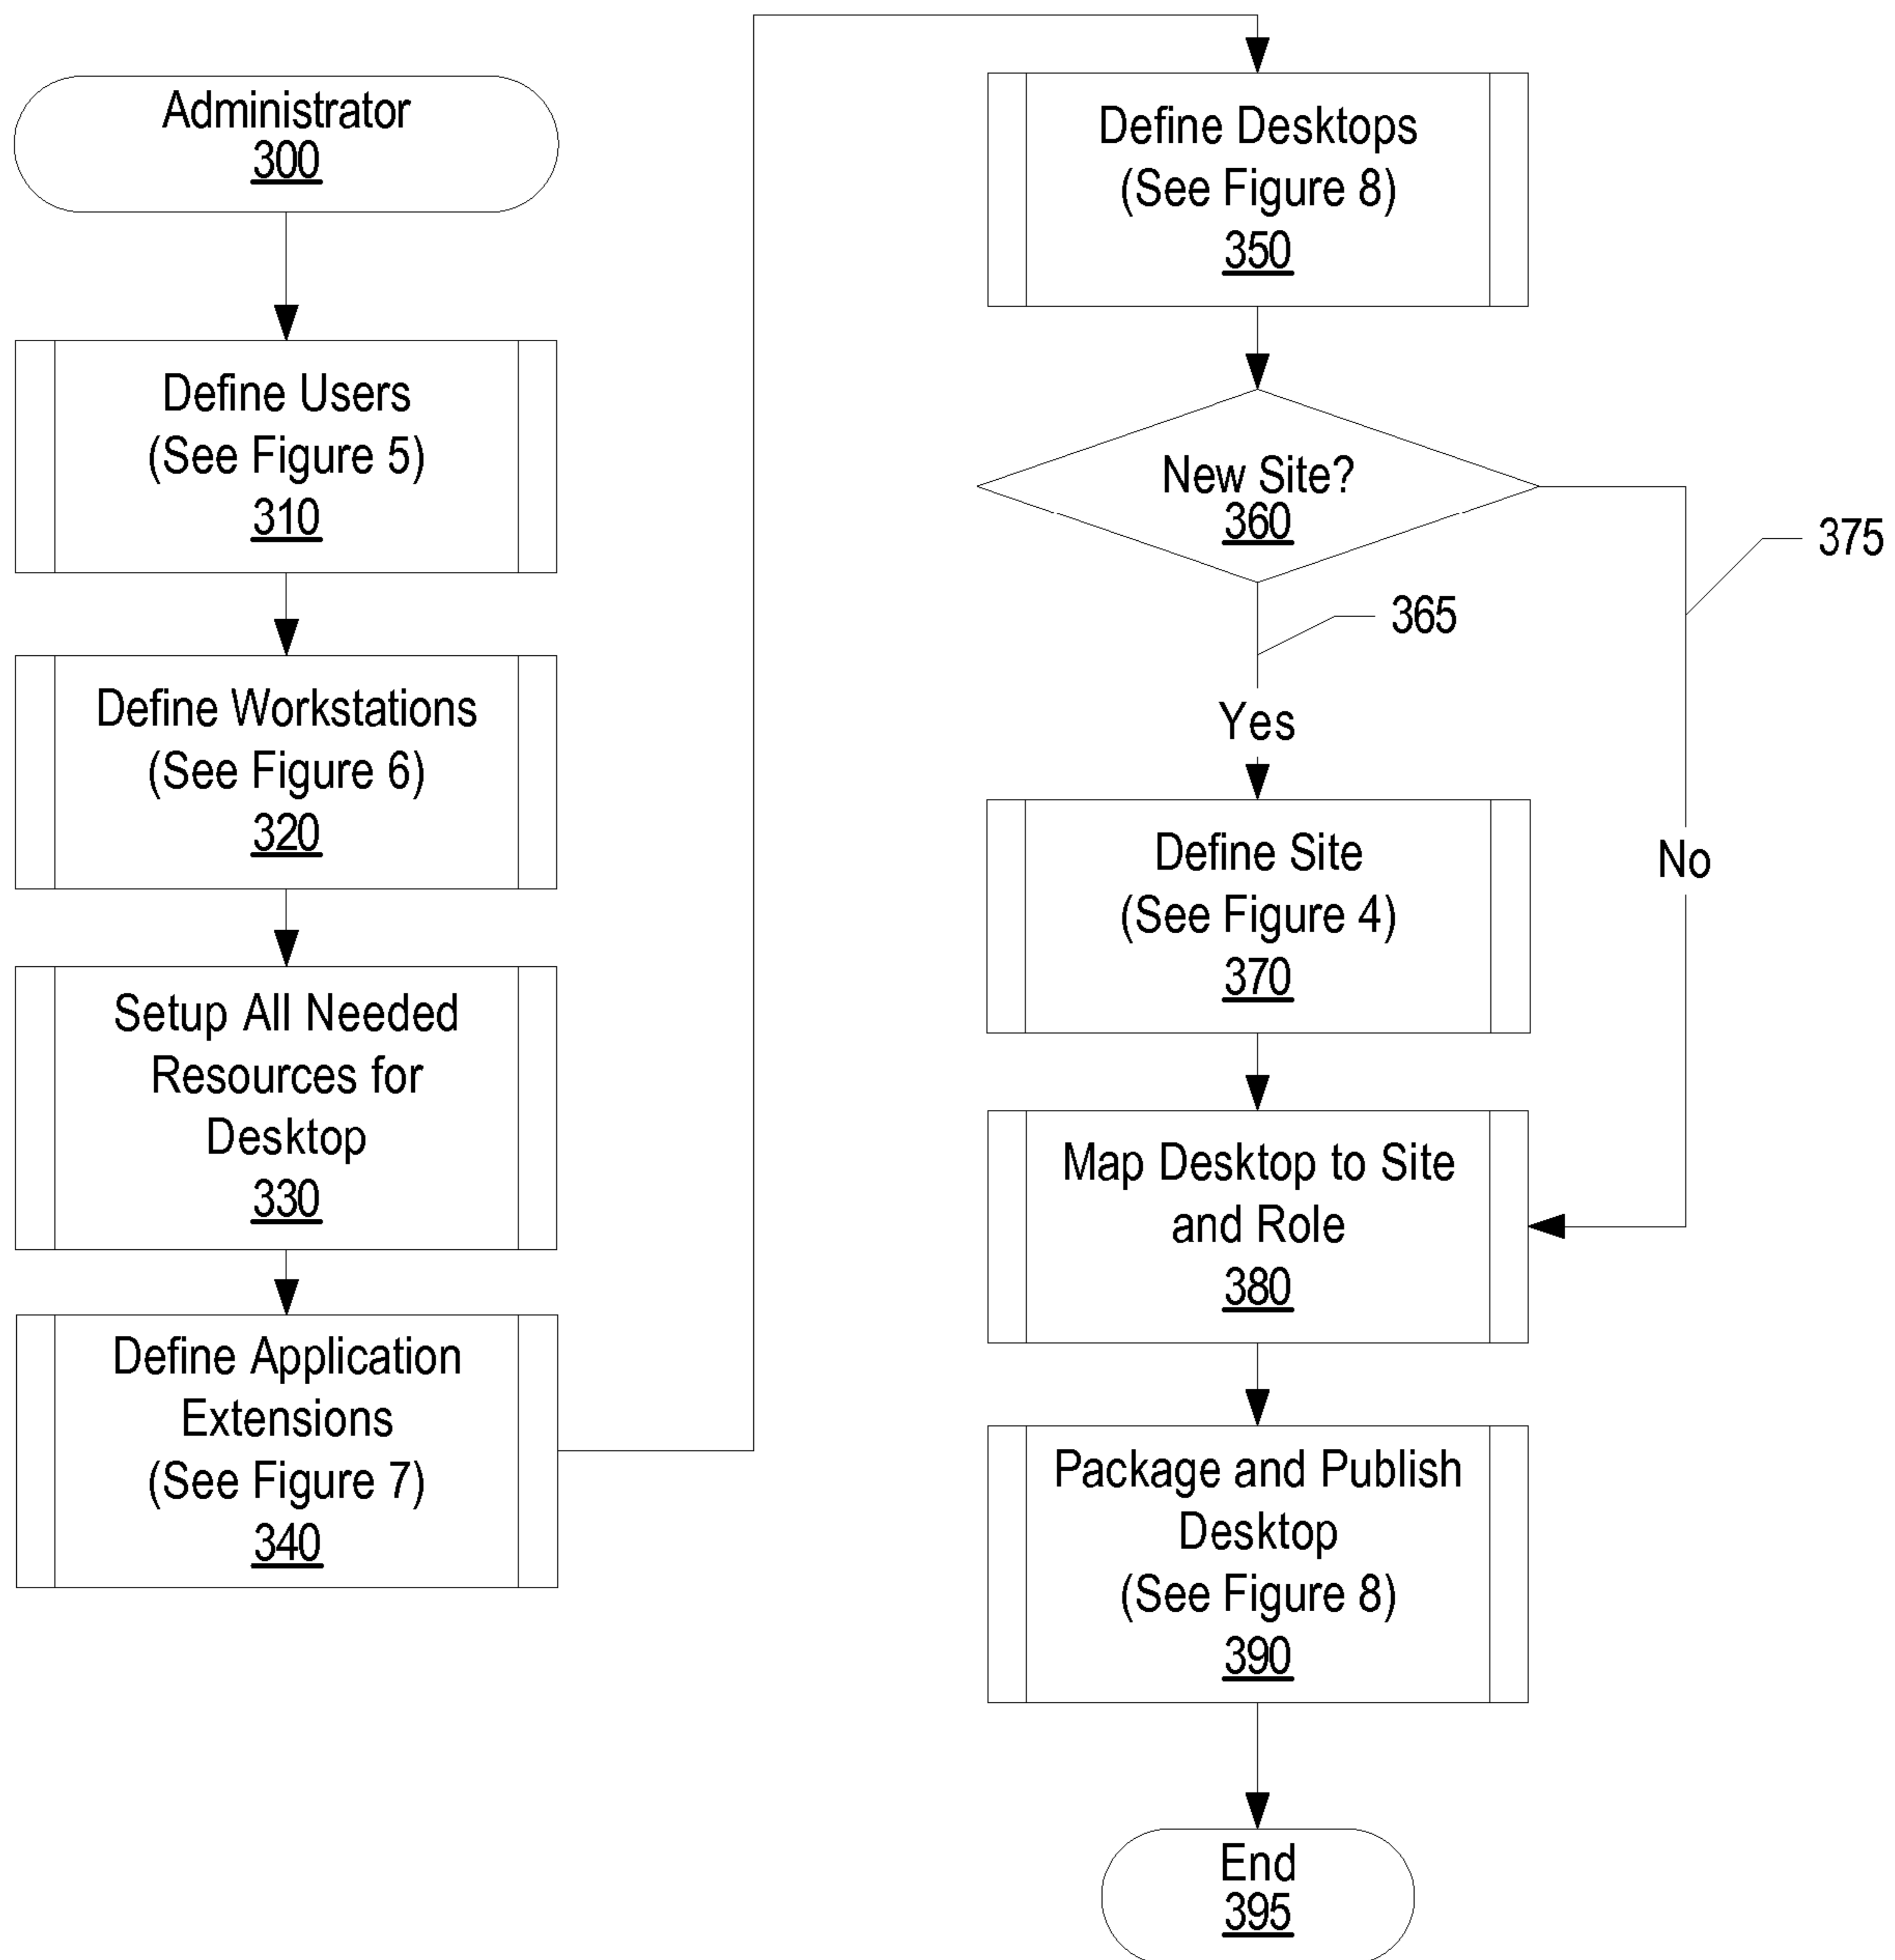 Administrator
300
Define Users
(See Figure 5)
310
Define Workstations
(See Figure 6)
320
Setup All Needed
Resources for
Desktop
330
Define Application
Extensions
(See Figure 7)
340
Define Desktops
(See Figure 8)
350
New Site?
360
375
365
Yes
No
Define Site
(See Figure 4)
370
Map Desktop to Site
and Role
380
Package and Publish
Desktop
(See Figure 8)
390
End
395